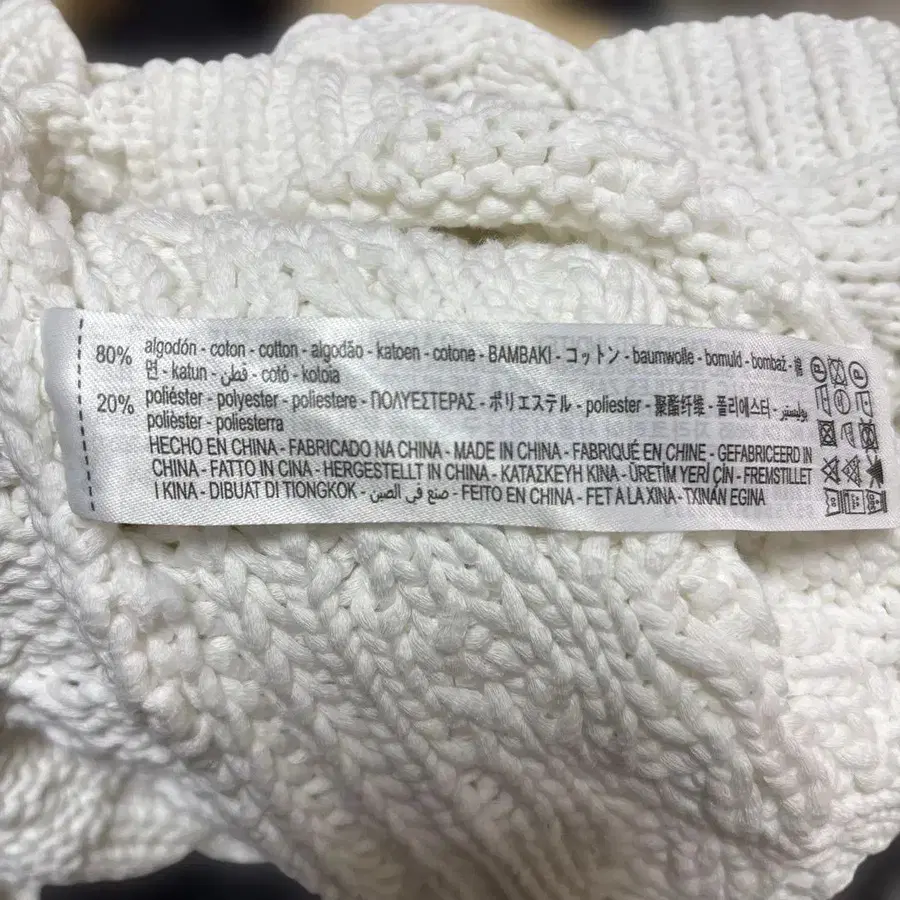 80% algodón - coton - cotton - algodão - katoen - cotone - BAMBAKI - コットン - baumwolle - bomuld - bombaž - 棉
면 - katun - قطن - cotó - kotoia
20% poliéster - polyester - poliestere - ΠΟΛΥΕΣΤΕΡΑΣ - ポリエステル - poliester - 聚酯纤维 - 폴리에스터 - بوليستر
polièster - poliesterra
HECHO EN CHINA - FABRICADO NA CHINA - MADE IN CHINA - FABRIQUÉ EN CHINE - GEFABRICEERD IN
CHINA - FATTO IN CINA - HERGESTELLT IN CHINA - ΚΑΤΑΣΚΕΥΗ ΚΙΝΑ - ÜRETİM YERİ ÇİN - FREMSTILLET
I KINA - DIBUAT DI TIONGKOK - صنع في الصين - FEITO EN CHINA - FET A LA XINA - TXINAN EGINA